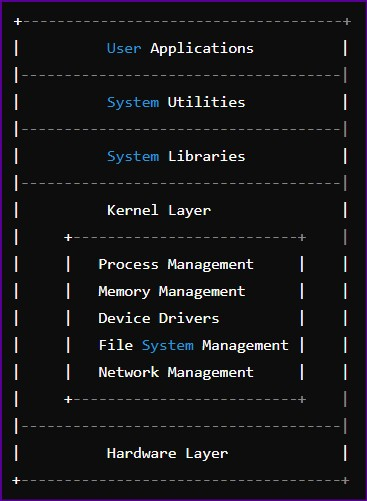 User Applications
System Utilities
System Libraries
Kernel Layer
Process Management
Memory Management
Device Drivers
File System Management
Network Management
Hardware Layer